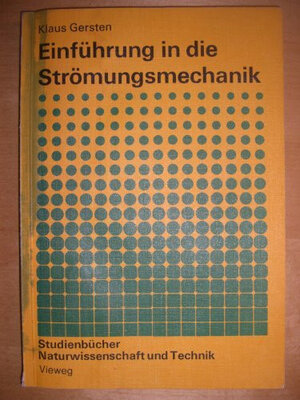 Klaus Gersten
Einführung in die
Strömungsmechanik
Studienbücher
Naturwissenschaft und Technik
Vieweg